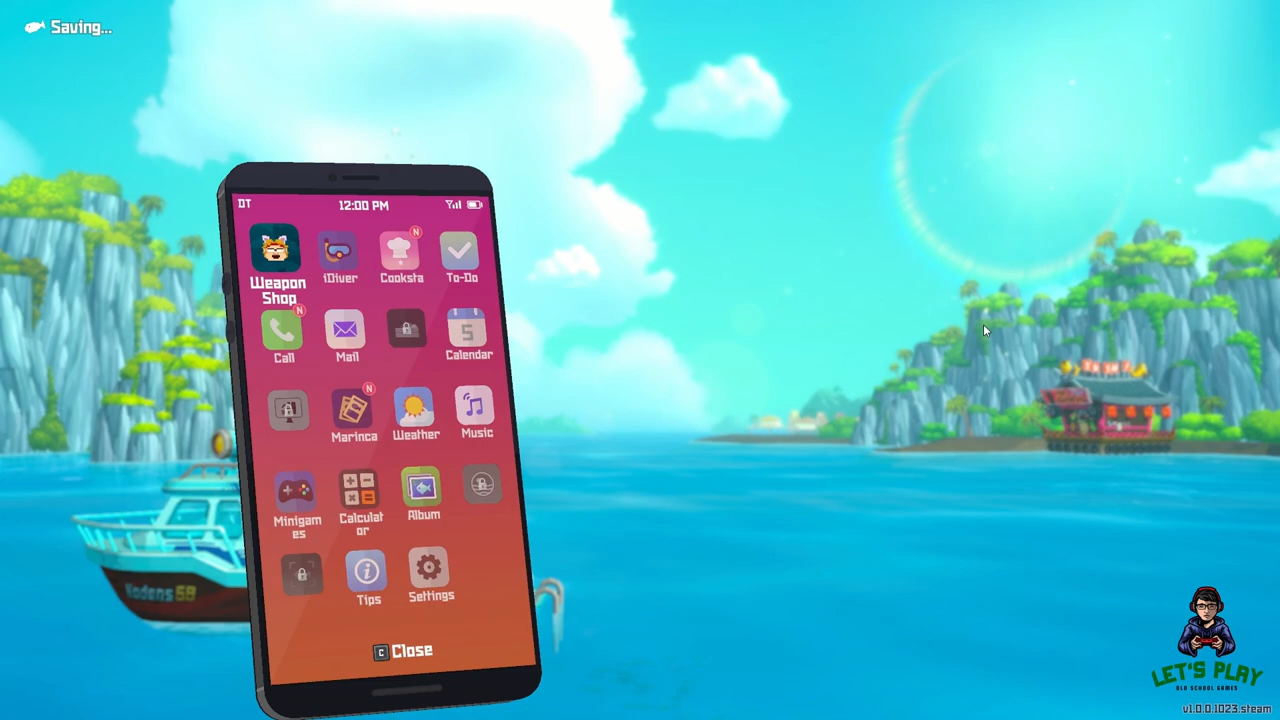 Saving...
DT
12:00 PM
Weapon
Shop
iDiver
N
Cooksta
To-Do
N
Call
Mail
5
Calendar
N
Marinca
Weather
Music
Minigam
es
Calculat
or
Album
Tips
Settings
C Close
LET'S PLAY
OLD SCHOOL GAMES
v1.0.0.1023.steam